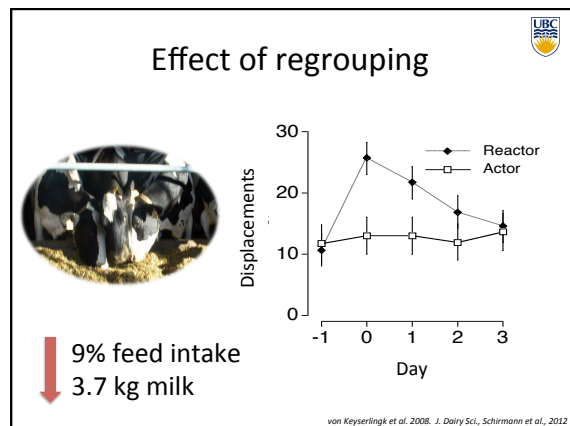 UBC
Effect of regrouping
30
20
10
0
Displacements
Reactor
Actor
-1 0 1 2 3
Day
9% feed intake
3.7 kg milk
von Keyserlingk et al. 2008. J. Dairy Sci., Schirmann et al., 2012